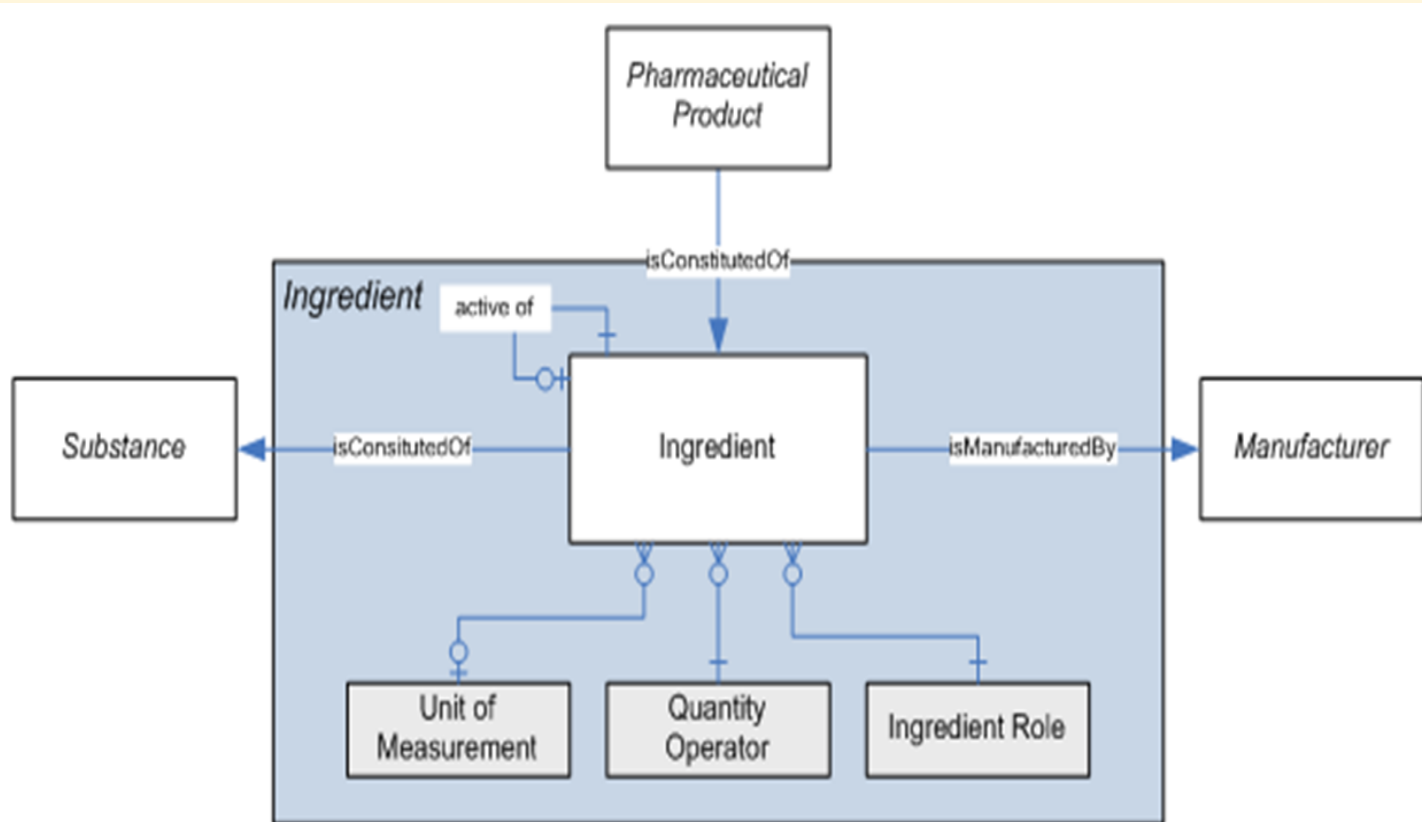 Pharmaceutical
Product
isConstitutedOf
Ingredient
active of
Substance
isConsitutedOf
Ingredient
isManufacturedBy
Manufacturer
Unit of
Measurement
Quantity
Operator
Ingredient Role